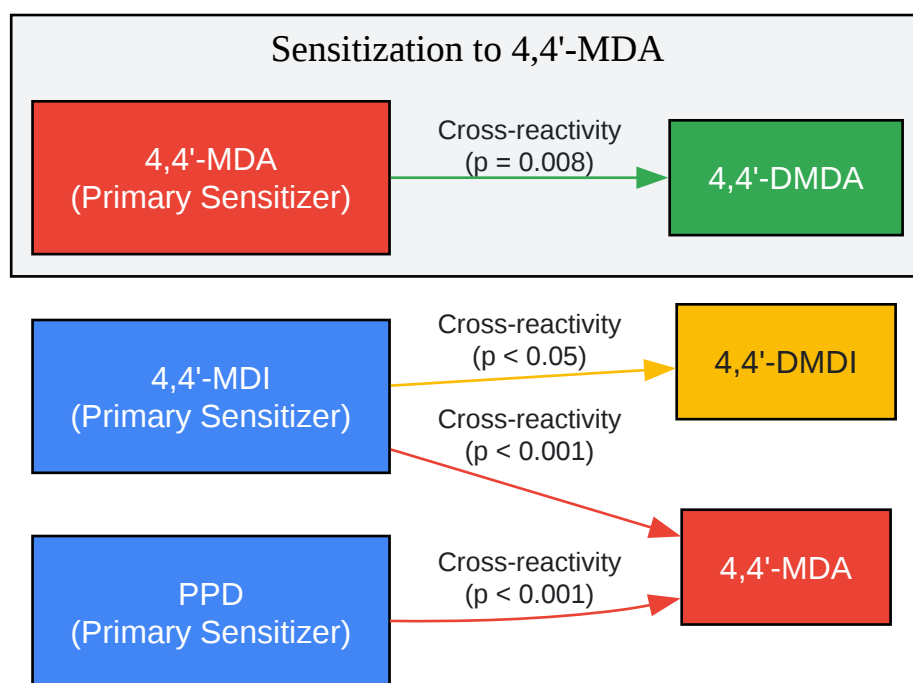 Sensitization to 4,4'-MDA
4,4'-MDA
(Primary Sensitizer)
Cross-reactivity
(p = 0.008)
4,4'-DMDA
4,4'-MDI
(Primary Sensitizer)
Cross-reactivity
(p < 0.05)
4,4'-DMDI
Cross-reactivity
(p < 0.001)
PPD
(Primary Sensitizer)
Cross-reactivity
(p < 0.001)
4,4'-MDA